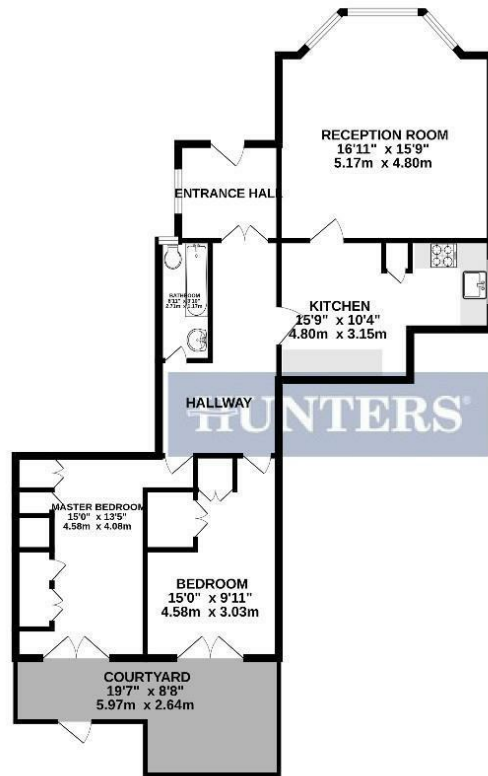 RECEPTION ROOM
16'11" x 15'9"
5.17m x 4.80m
ENTRANCE HALL
BATHROOM
KITCHEN
15'9" x 10'4"
4.80m x 3.15m
HALLWAY
HUNTERS®
MASTER BEDROOM
15'0" x 13'5"
4.58m x 4.08m
BEDROOM
15'0" x 9'11"
4.58m x 3.03m
COURTYARD
19'7" x 8'8"
5.97m x 2.64m